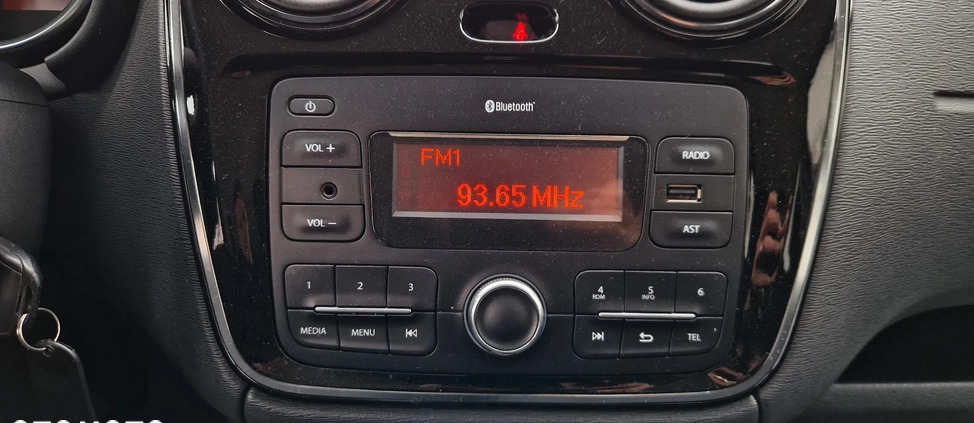 Bluetooth
VOL +
RADIO
FM1
93.65 MHz
VOL −
AST
1 2 3
4 RDM 5 INFO 6
MEDIA MENU
TEL